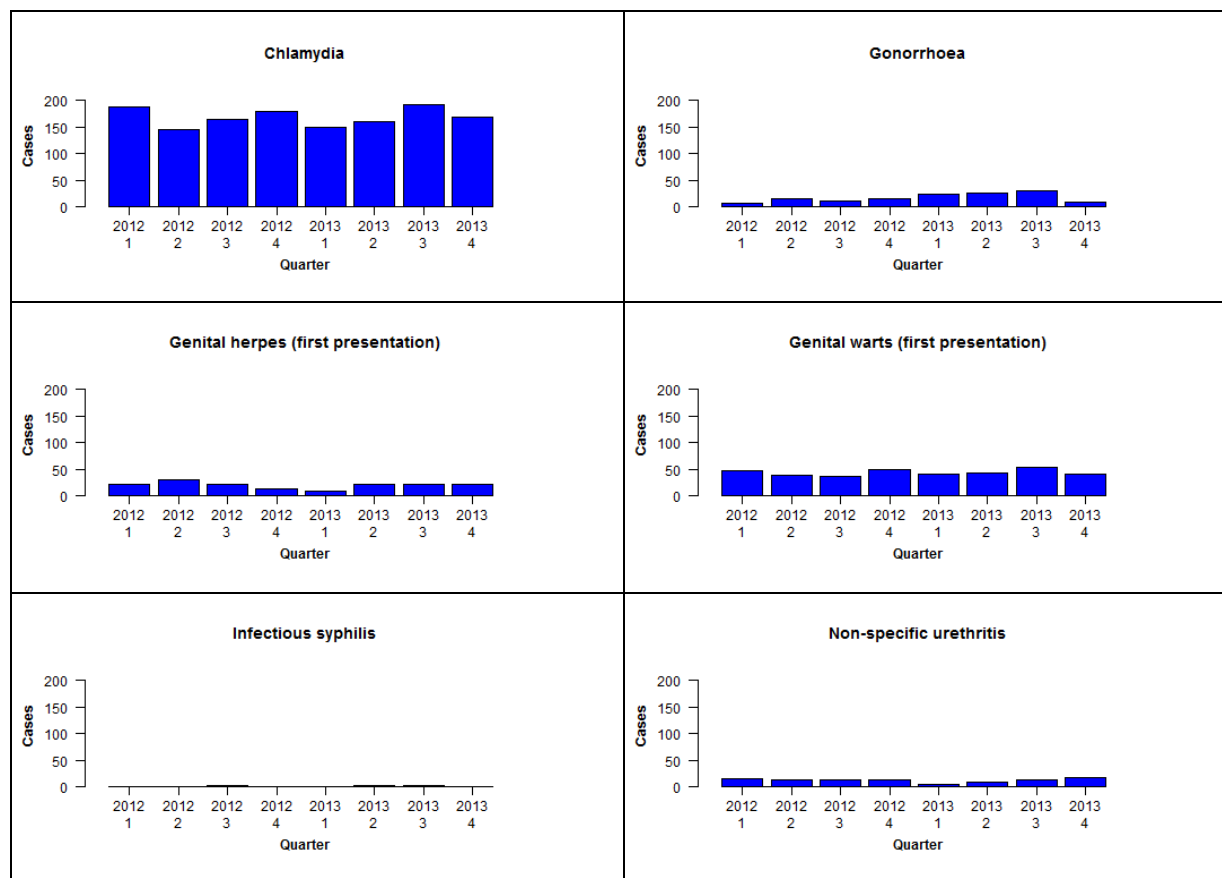 Chlamydia
Cases
200
150
100
50
0
2012 2012 2012 2012 2013 2013 2013 2013
1 2 3 4 1 2 3 4
Quarter
Gonorrhoea
Cases
200
150
100
50
0
2012 2012 2012 2012 2013 2013 2013 2013
1 2 3 4 1 2 3 4
Quarter
Genital herpes (first presentation)
Cases
200
150
100
50
0
2012 2012 2012 2012 2013 2013 2013 2013
1 2 3 4 1 2 3 4
Quarter
Genital warts (first presentation)
Cases
200
150
100
50
0
2012 2012 2012 2012 2013 2013 2013 2013
1 2 3 4 1 2 3 4
Quarter
Infectious syphilis
Cases
200
150
100
50
0
2012 2012 2012 2012 2013 2013 2013 2013
1 2 3 4 1 2 3 4
Quarter
Non-specific urethritis
Cases
200
150
100
50
0
2012 2012 2012 2012 2013 2013 2013 2013
1 2 3 4 1 2 3 4
Quarter